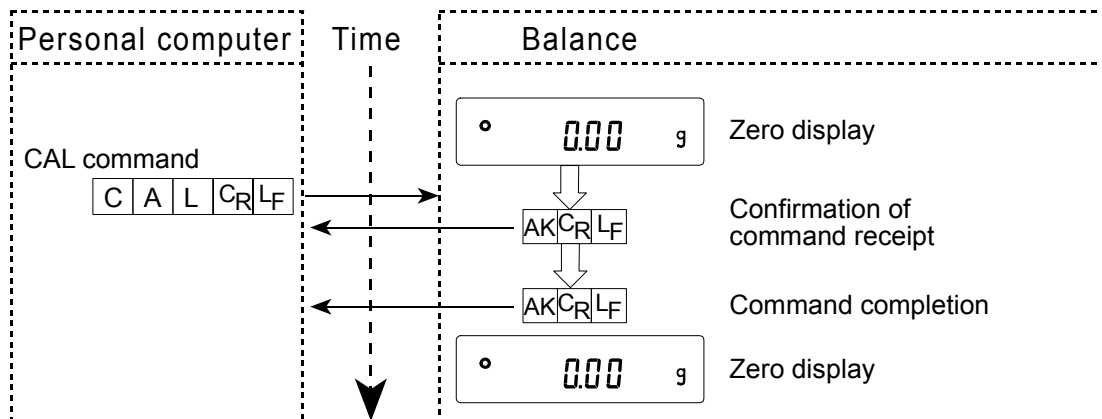 Personal computer Time Balance
0.00 g Zero display
CAL command
C A L CR LF
AK CR LF Confirmation of
command receipt
AK CR LF Command completion
0.00 g Zero display